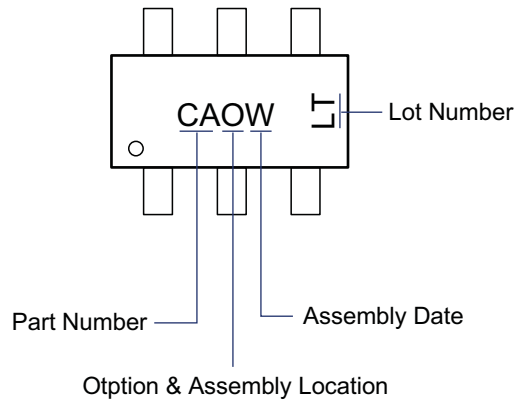 CAOW
LT
Lot Number
Part Number
Assembly Date
Otption & Assembly Location